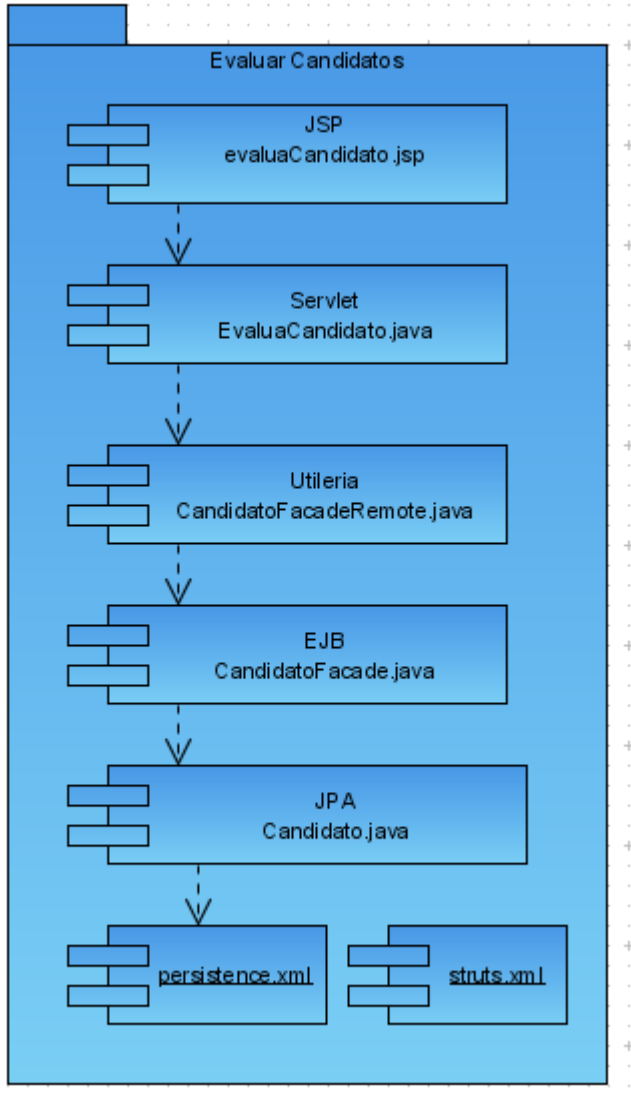 Evaluar Candidatos
JSP
evaluaCandidato.jsp
Servlet
EvaluaCandidato.java
Utileria
CandidatoFacadeRemote.java
EJB
CandidatoFacade.java
JPA
Candidato.java
persistence.xml
struts.xml